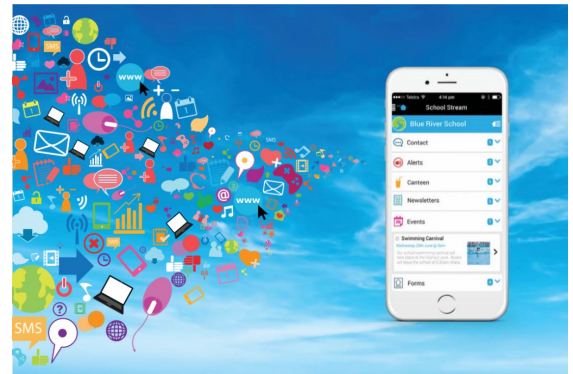 SMS
www
SMS
www
@
SMS
Telstra 4:14 pm
School Stream
Blue River School
Contact
Alerts
Canteen
Newsletters
Events
Swimming Carnival
Forms